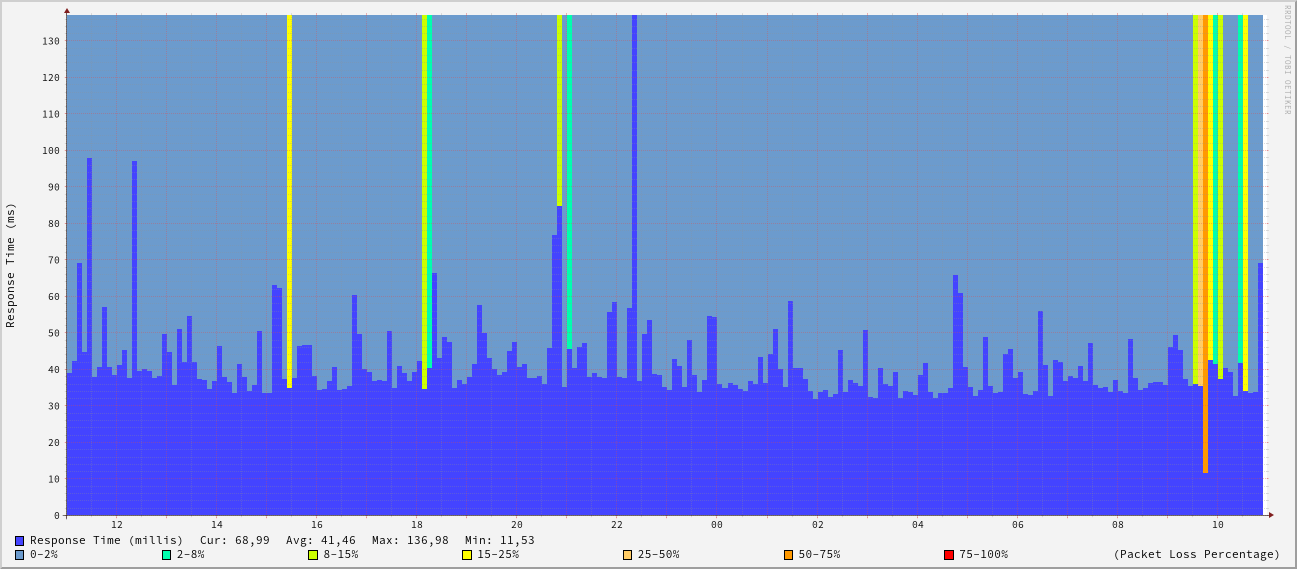 RRDTOOL / TOBI OETIKER
Response Time (ms)
130
120
110
100
90
80
70
60
50
40
30
20
10
0
12 14 16 18 20 22 00 02 04 06 08 10
Response Time (millis) Cur: 68,99 Avg: 41,46 Max: 136,98 Min: 11,53
0-2% 2-8% 8-15% 15-25% 25-50% 50-75% 75-100% (Packet Loss Percentage)